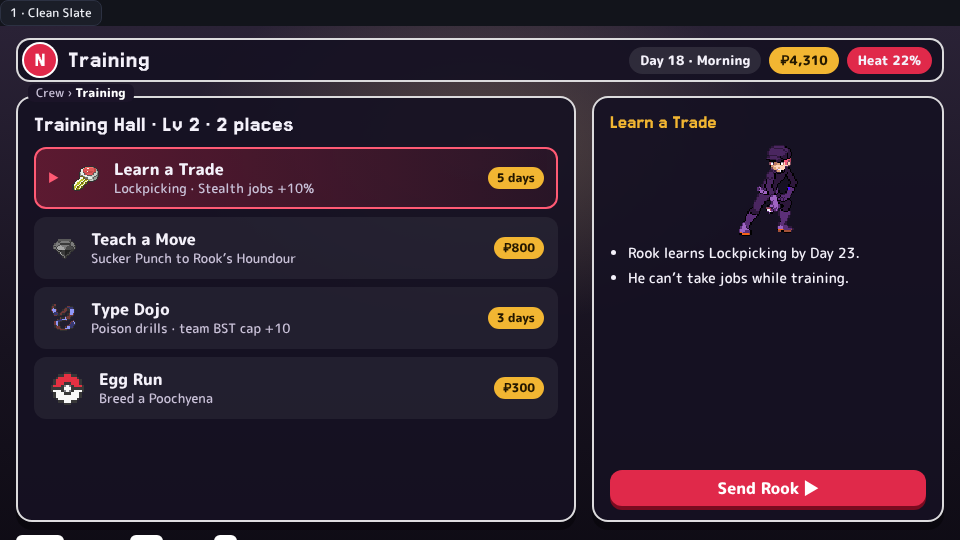 1 · Clean Slate
N
Training
Day 18 · Morning
₽4,310
Heat 22%
Crew › Training
Training Hall · Lv 2 · 2 places
Learn a Trade
Lockpicking · Stealth jobs +10%
5 days
Teach a Move
Sucker Punch to Rook’s Houndour
₽800
Type Dojo
Poison drills · team BST cap +10
3 days
Egg Run
Breed a Poochyena
₽300
Learn a Trade
• Rook learns Lockpicking by Day 23.
• He can’t take jobs while training.
Send Rook ▶